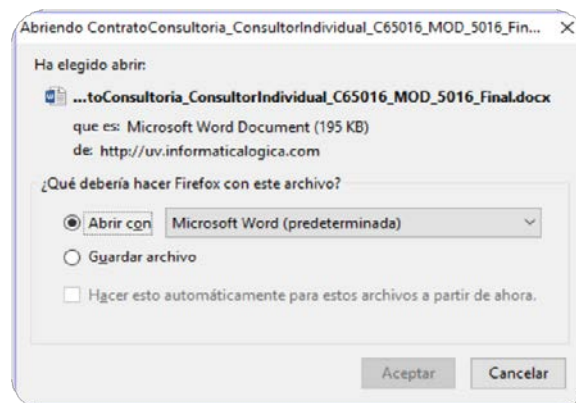 Abriendo ContratoConsultoria_ConsultorIndividual_C65016_MOD_5016_Fin...
Ha elegido abrir:
...toConsultoria_ConsultorIndividual_C65016_MOD_5016_Final.docx
que es: Microsoft Word Document (195 KB)
de: http://uv.informaticalogica.com
¿Qué debería hacer Firefox con este archivo?
Abrir con Microsoft Word (predeterminada)
Guardar archivo
Hacer esto automáticamente para estos archivos a partir de ahora.
Aceptar Cancelar